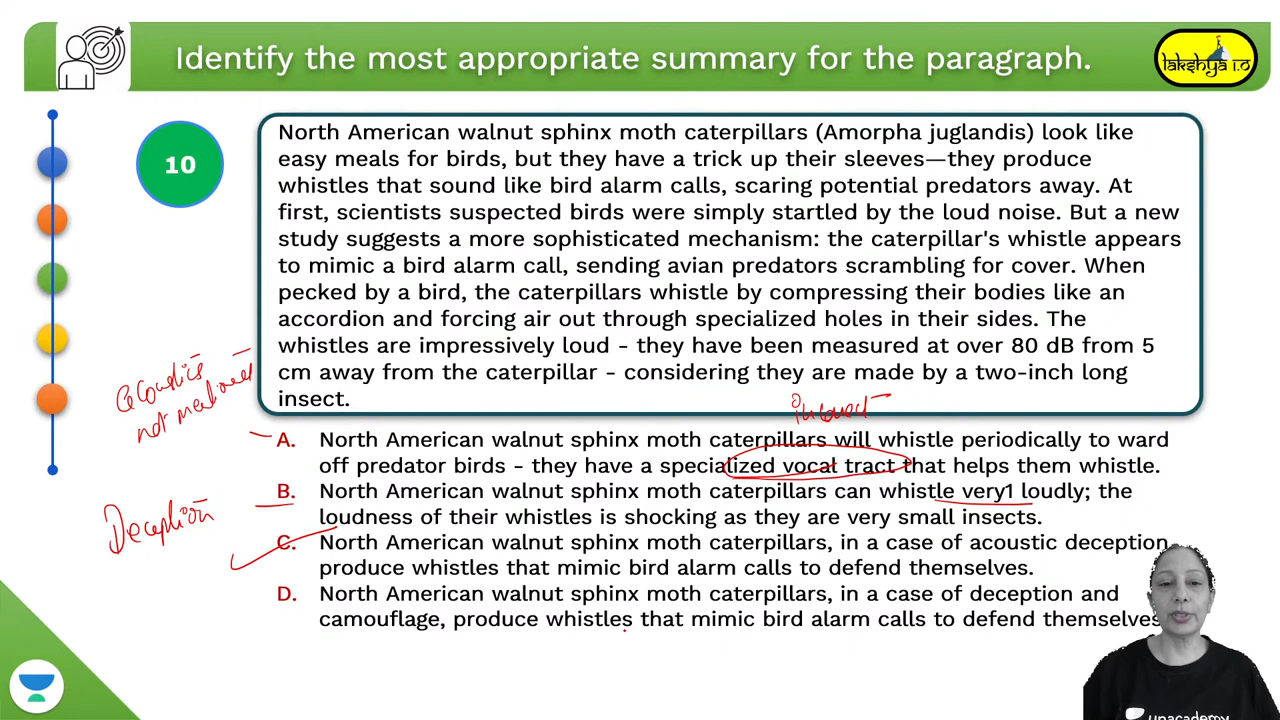 Identify the most appropriate summary for the paragraph.
lakshya 1.0
10
North American walnut sphinx moth caterpillars (Amorpha juglandis) look like
easy meals for birds, but they have a trick up their sleeves—they produce
whistles that sound like bird alarm calls, scaring potential predators away. At
first, scientists suspected birds were simply startled by the loud noise. But a new
study suggests a more sophisticated mechanism: the caterpillar's whistle appears
to mimic a bird alarm call, sending avian predators scrambling for cover. When
pecked by a bird, the caterpillars whistle by compressing their bodies like an
accordion and forcing air out through specialized holes in their sides. The
whistles are impressively loud - they have been measured at over 80 dB from 5
cm away from the caterpillar - considering they are made by a two-inch long
insect.
acoustics
not mentioned
A. North American walnut sphinx moth caterpillars will whistle periodically to ward
off predator birds - they have a specialized vocal tract that helps them whistle.
B. North American walnut sphinx moth caterpillars can whistle very1 loudly; the
loudness of their whistles is shocking as they are very small insects.
Deception
C. North American walnut sphinx moth caterpillars, in a case of acoustic deception,
produce whistles that mimic bird alarm calls to defend themselves.
D. North American walnut sphinx moth caterpillars, in a case of deception and
camouflage, produce whistles that mimic bird alarm calls to defend themselves
unacademy